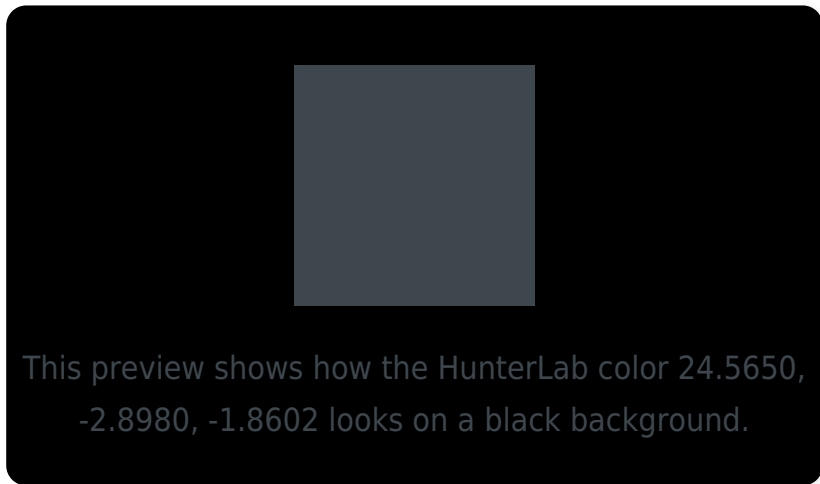 This preview shows how the HunterLab color 24.5650,
-2.8980, -1.8602 looks on a black background.